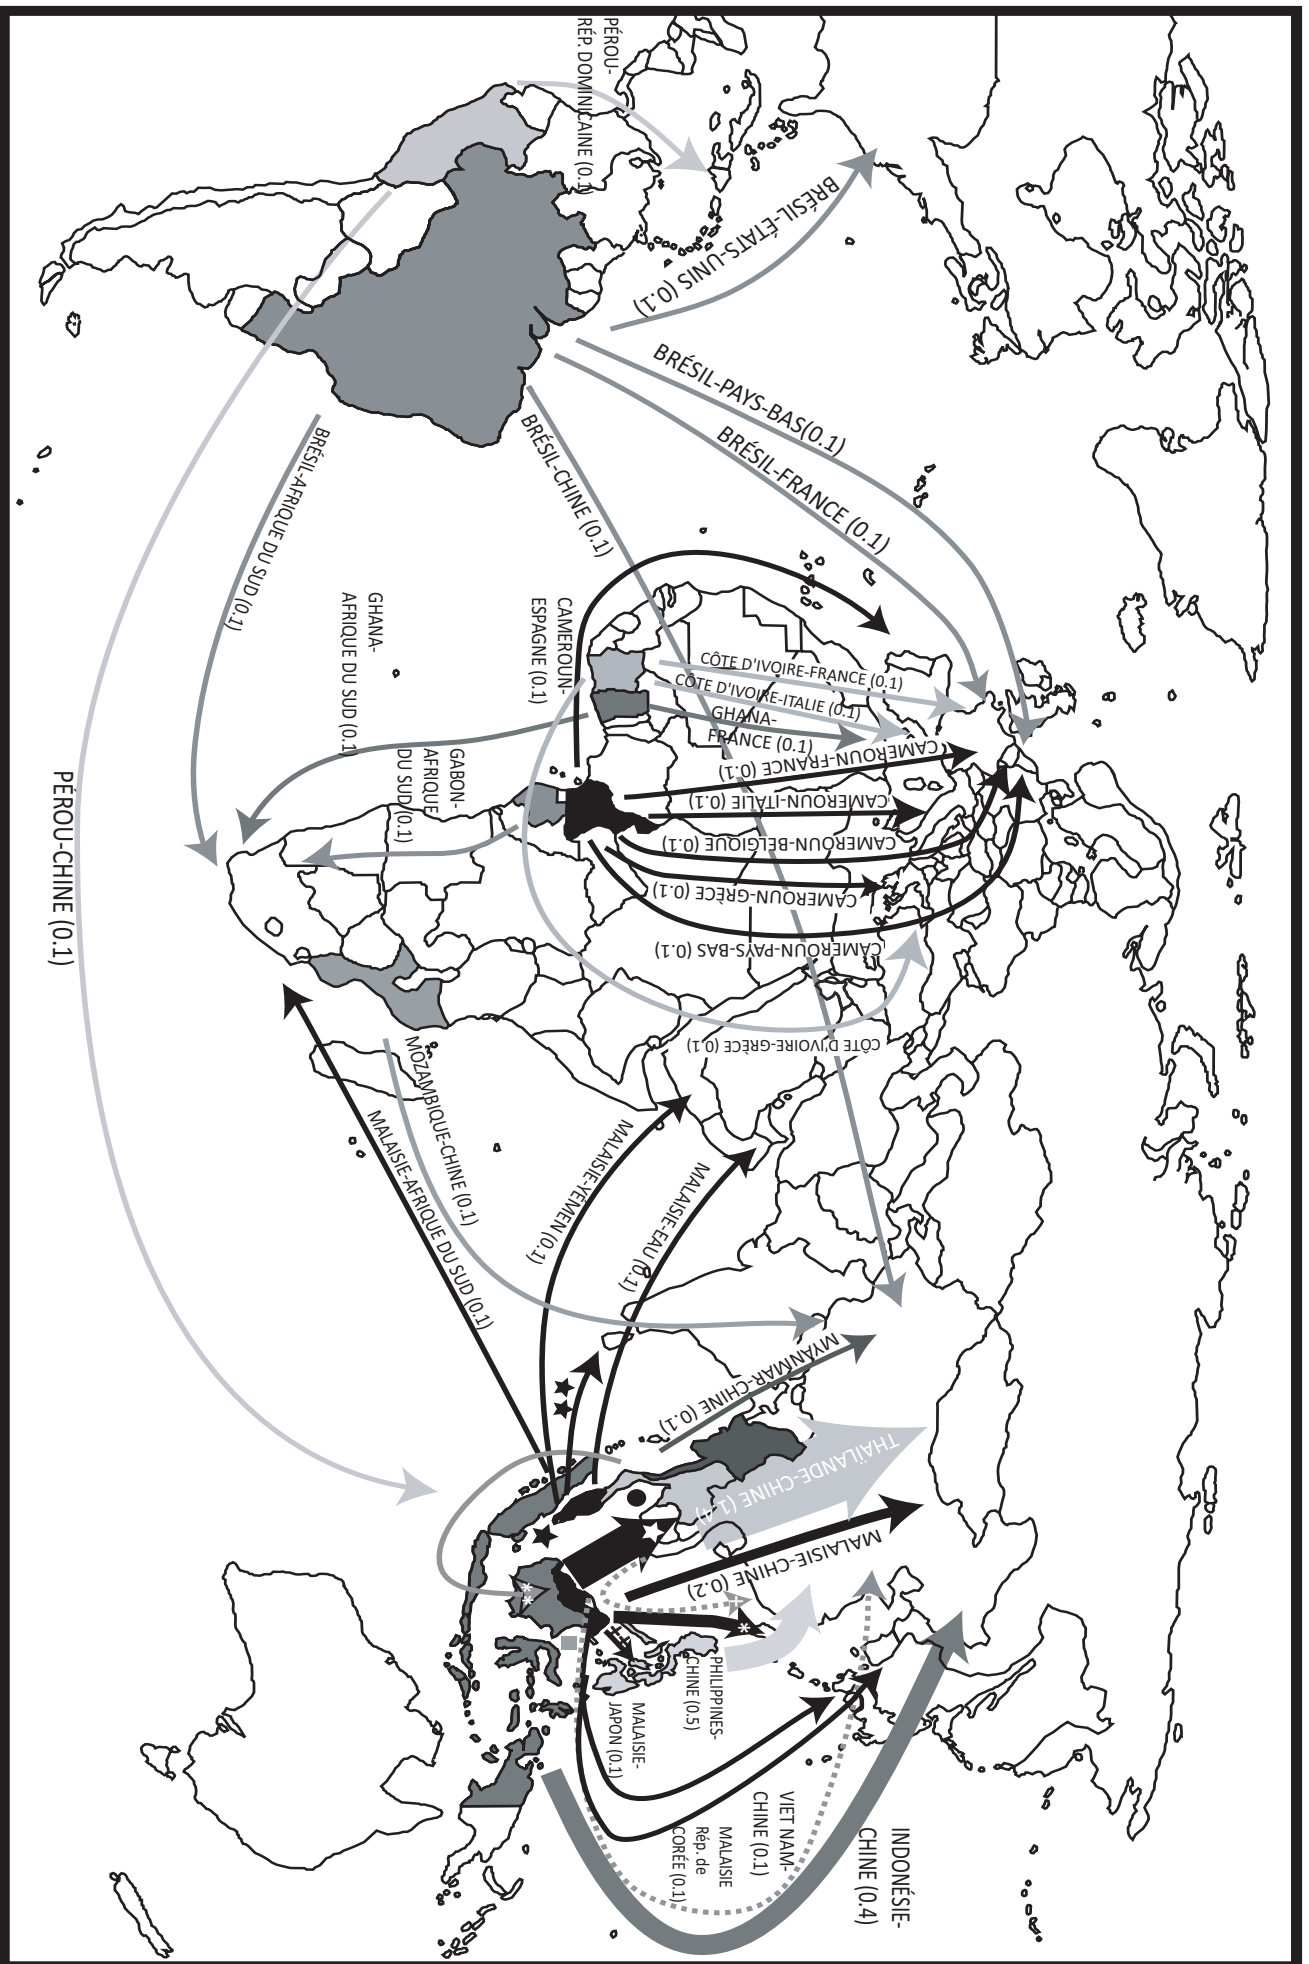 PÉROU-
RÉP. DOMINICAINE (0.1)
BRÉSIL-ÉTATS-UNIS (0.1)
BRÉSIL-PAYS-BAS(0.1)
BRÉSIL-FRANCE (0.1)
BRÉSIL-CHINE (0.1)
BRÉSIL-AFRIQUE DU SUD (0.1)
PÉROU-CHINE (0.1)
CAMEROUN-
ESPAGNE (0.1)
GHANA-
AFRIQUE DU SUD (0.1)
GABON-
AFRIQUE
DU SUD(0.1)
CÔTE D'IVOIRE-FRANCE (0.1)
CÔTE D'IVOIRE-ITALIE (0.1)
GHANA-
FRANCE (0.1)
CAMEROUN-FRANCE (0.1)
CAMEROUN-ITALIE (0.1)
CAMEROUN-BELGIQUE (0.1)
CAMEROUN-GRÈCE (0.1)
CAMEROUN-PAYS-BAS (0.1)
CÔTE D'IVOIRE-GRÈCE (0.1)
MOZAMBIQUE-CHINE (0.1)
MALAISIE-AFRIQUE DU SUD (0.1)
MALAISIE-YÉMEN (0.1)
MALAISIE-EAU (0.1)
MYANMAR-CHINE (0.1)
THAÏLANDE-CHINE (1.4)
MALAISIE-CHINE (0.2)
PHILIPPINES-
CHINE (0.5)
MALAISIE-
JAPON (0.1)
VIET NAM-
CHINE (0.1)
MALAISIE
Rép. de
CORÉE (0.1)
INDONÉSIE-
CHINE (0.4)